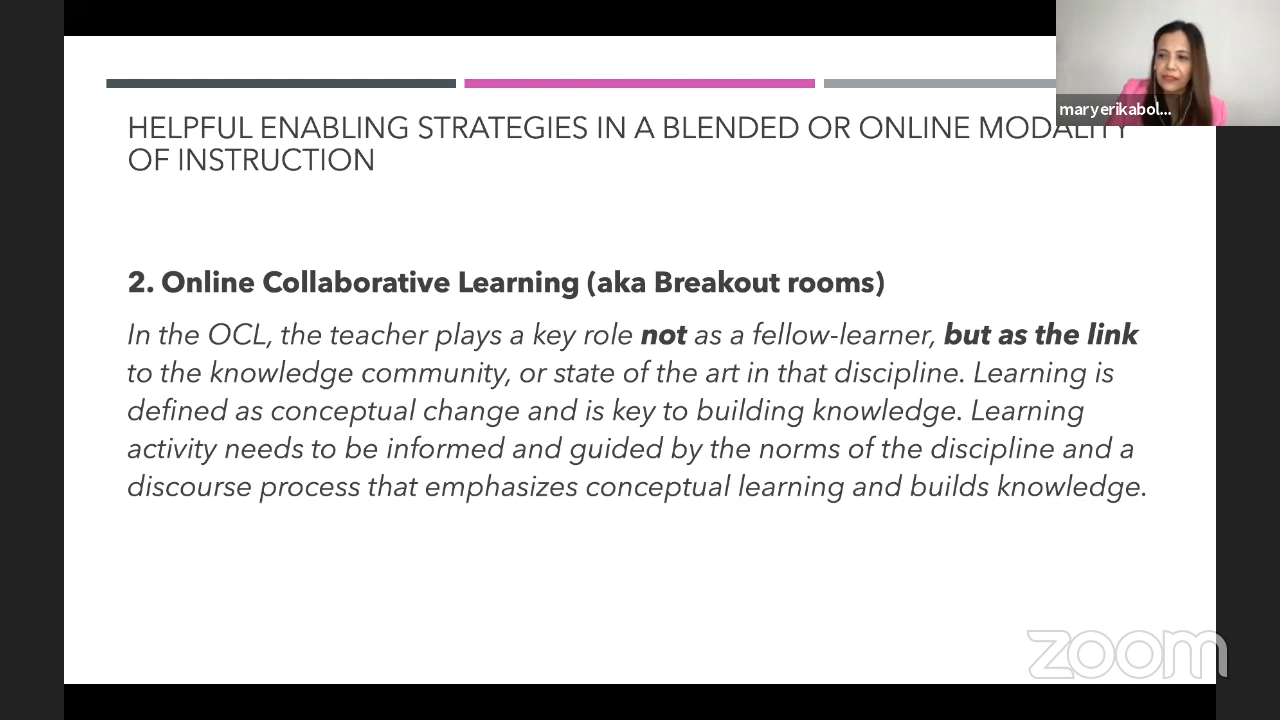 HELPFUL ENABLING STRATEGIES IN A BLENDED OR ONLINE MODALITY
OF INSTRUCTION
maryerikabol...
2. Online Collaborative Learning (aka Breakout rooms)
In the OCL, the teacher plays a key role not as a fellow-learner, but as the link
to the knowledge community, or state of the art in that discipline. Learning is
defined as conceptual change and is key to building knowledge. Learning
activity needs to be informed and guided by the norms of the discipline and a
discourse process that emphasizes conceptual learning and builds knowledge.
zoom